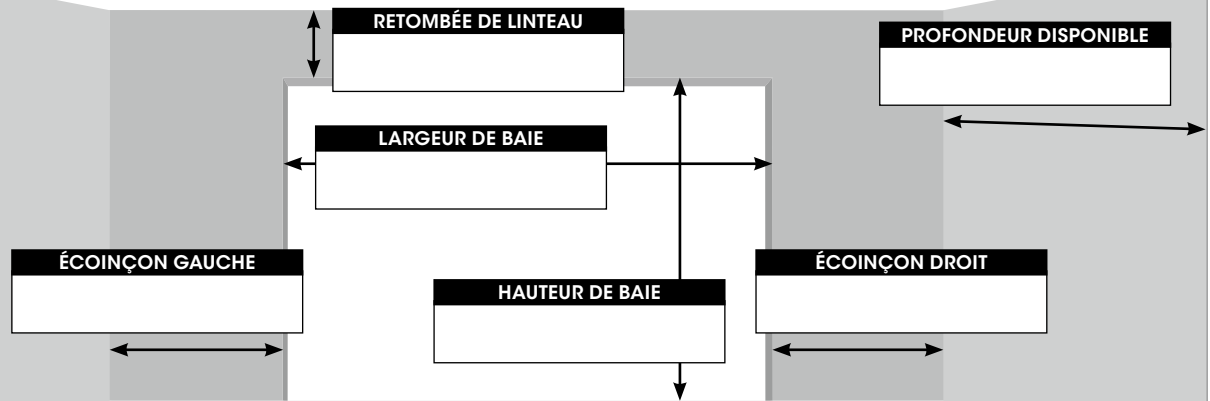 RETOMBÉE DE LINTEAU
PROFONDEUR DISPONIBLE
LARGEUR DE BAIE
ÉCOINÇON GAUCHE
ÉCOINÇON DROIT
HAUTEUR DE BAIE